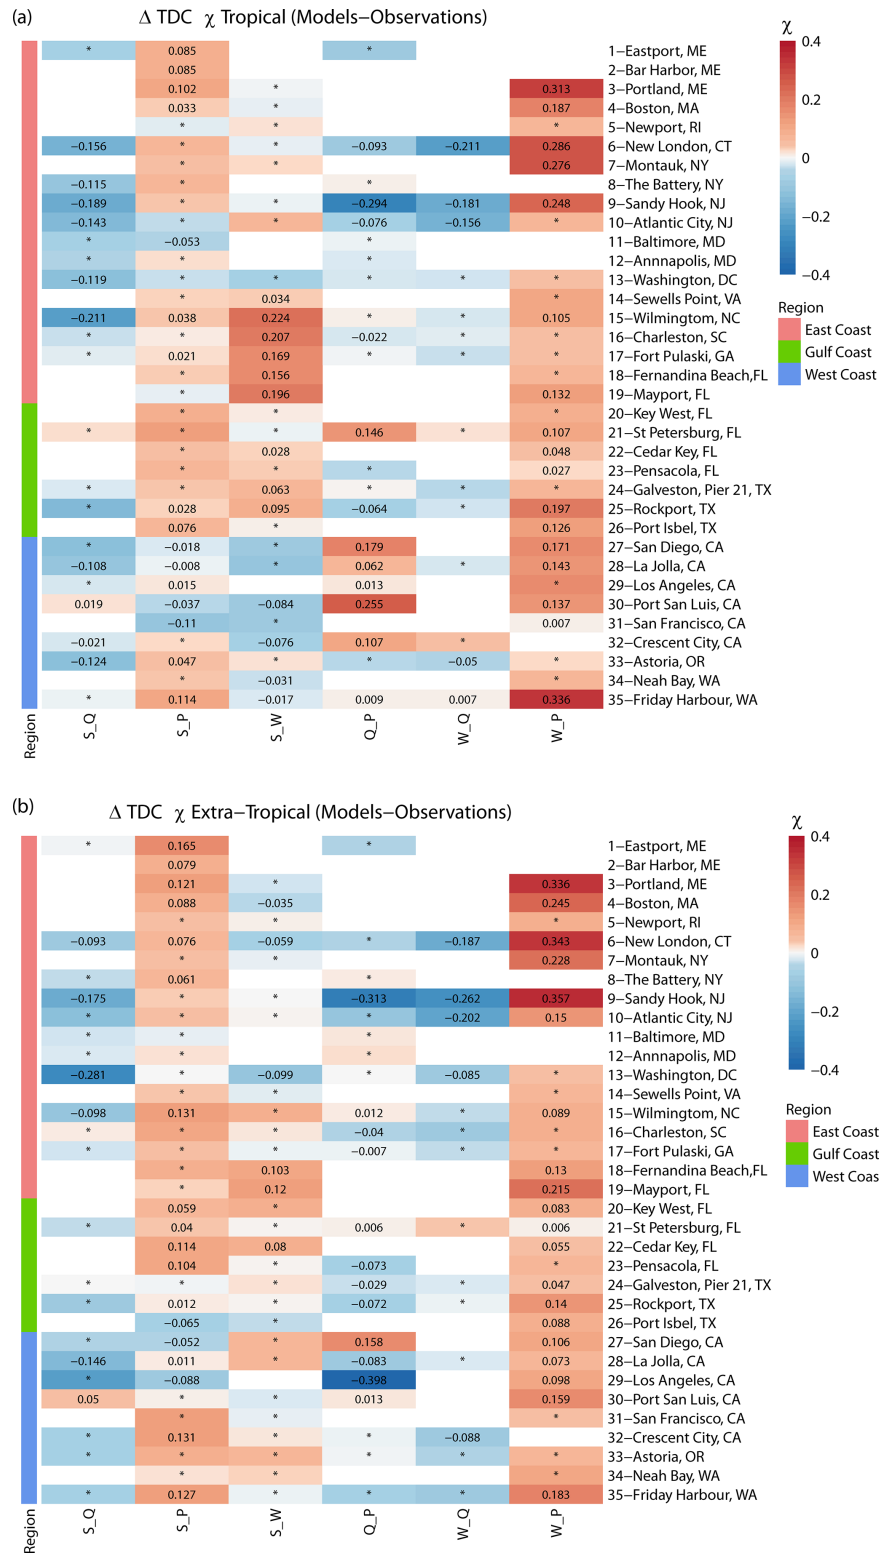 (a)
Δ TDC χ Tropical (Models−Observations)
χ
* 0.085 * 1−Eastport, ME
0.085 2−Bar Harbor, ME
0.102 * 0.313 3−Portland, ME
0.033 * 0.187 4−Boston, MA
* * * 5−Newport, RI
−0.156 * * −0.093 −0.211 0.286 6−New London, CT
* * 0.276 7−Montauk, NY
−0.115 * * 8−The Battery, NY
−0.189 * * −0.294 −0.181 0.248 9−Sandy Hook, NJ
−0.143 * * −0.076 −0.156 * 10−Atlantic City, NJ
* −0.053 * 11−Baltimore, MD
* * * 12−Annnapolis, MD
−0.119 * * * * * 13−Washington, DC
* 0.034 * 14−Sewells Point, VA
−0.211 0.038 0.224 * * 0.105 15−Wilmingtom, NC
* * 0.207 −0.022 * * 16−Charleston, SC
* 0.021 0.169 * * * 17−Fort Pulaski, GA
* 0.156 * 18−Fernandina Beach,FL
* 0.196 0.132 19−Mayport, FL
* * * 20−Key West, FL
* * * 0.146 * 0.107 21−St Petersburg, FL
* 0.028 0.048 22−Cedar Key, FL
* * * 0.027 23−Pensacola, FL
* * 0.063 * * * 24−Galveston, Pier 21, TX
* 0.028 0.095 −0.064 * 0.197 25−Rockport, TX
0.076 * 0.126 26−Port Isbel, TX
* −0.018 * 0.179 0.171 27−San Diego, CA
−0.108 −0.008 * 0.062 * 0.143 28−La Jolla, CA
* 0.015 0.013 * 29−Los Angeles, CA
0.019 −0.037 −0.084 0.255 0.137 30−Port San Luis, CA
−0.11 * 0.007 31−San Francisco, CA
−0.021 * −0.076 0.107 * 32−Crescent City, CA
−0.124 0.047 * * −0.05 * 33−Astoria, OR
* −0.031 * 34−Neah Bay, WA
* 0.114 −0.017 0.009 0.007 0.336 35−Friday Harbour, WA
Region S_Q S_P S_W Q_P W_Q W_P
0.4
0.2
0
−0.2
−0.4
Region
East Coast
Gulf Coast
West Coast
(b)
Δ TDC χ Extra−Tropical (Models−Observations)
χ
* 0.165 * 1−Eastport, ME
0.079 2−Bar Harbor, ME
0.121 * 0.336 3−Portland, ME
0.088 −0.035 0.245 4−Boston, MA
* * * 5−Newport, RI
−0.093 0.076 −0.059 * −0.187 0.343 6−New London, CT
* * 0.228 7−Montauk, NY
* 0.061 * 8−The Battery, NY
−0.175 * * −0.313 −0.262 0.357 9−Sandy Hook, NJ
* * * * −0.202 0.15 10−Atlantic City, NJ
* * * 11−Baltimore, MD
* * * 12−Annnapolis, MD
−0.281 * −0.099 * −0.085 * 13−Washington, DC
* * * 14−Sewells Point, VA
−0.098 0.131 * 0.012 * 0.089 15−Wilmingtom, NC
* * * −0.04 * * 16−Charleston, SC
* * * −0.007 * * 17−Fort Pulaski, GA
* 0.103 0.13 18−Fernandina Beach,FL
* 0.12 0.215 19−Mayport, FL
0.059 * 0.083 20−Key West, FL
* 0.04 * 0.006 * 0.006 21−St Petersburg, FL
0.114 0.08 0.055 22−Cedar Key, FL
0.104 * −0.073 * 23−Pensacola, FL
* * * −0.029 * 0.047 24−Galveston, Pier 21, TX
* 0.012 * −0.072 * 0.14 25−Rockport, TX
−0.065 * 0.088 26−Port Isbel, TX
* −0.052 * 0.158 0.106 27−San Diego, CA
−0.146 0.011 * −0.083 * 0.073 28−La Jolla, CA
* −0.088 −0.398 0.098 29−Los Angeles, CA
0.05 * * 0.013 0.159 30−Port San Luis, CA
* * * 31−San Francisco, CA
* 0.131 * * −0.088 32−Crescent City, CA
* * * * * * 33−Astoria, OR
* * * 34−Neah Bay, WA
* 0.127 * * * 0.183 35−Friday Harbour, WA
Region S_Q S_P S_W Q_P W_Q W_P
0.4
0.2
0
−0.2
−0.4
Region
East Coast
Gulf Coast
West Coas